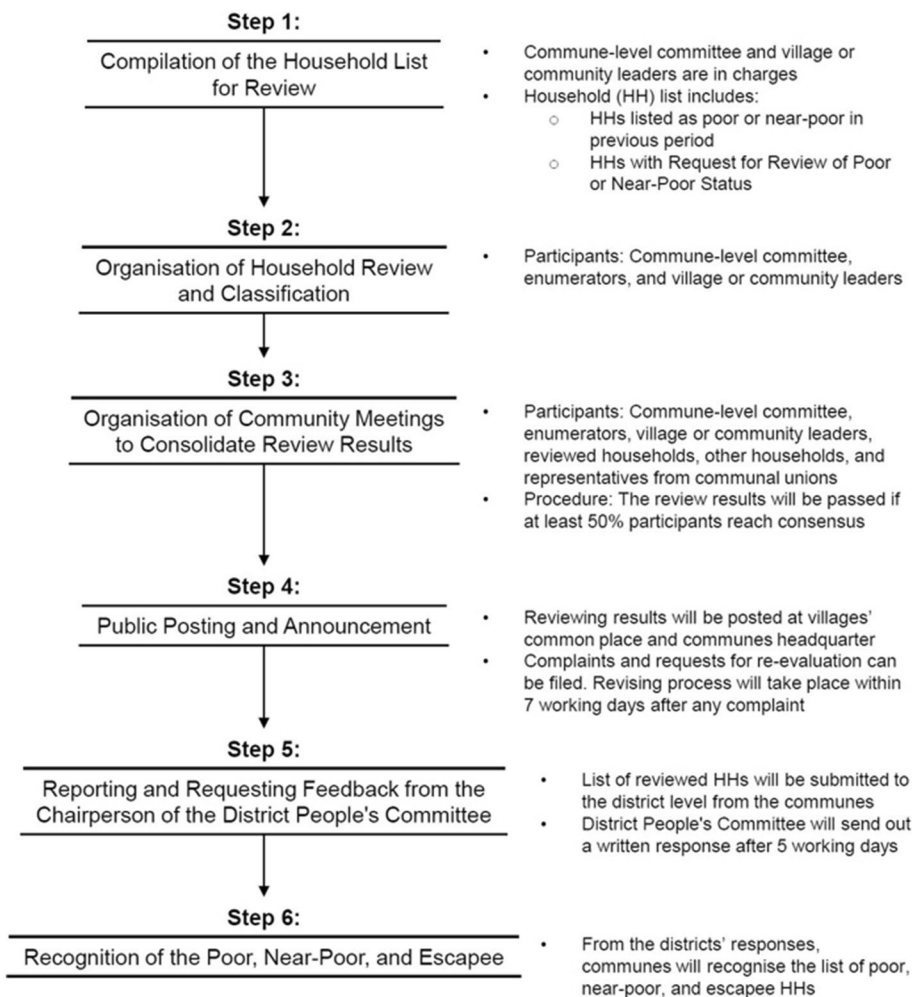 Step 1:
Compilation of the Household List
for Review
• Commune-level committee and village or
community leaders are in charges
• Household (HH) list includes:
○ HHs listed as poor or near-poor in
previous period
○ HHs with Request for Review of Poor
or Near-Poor Status
Step 2:
Organisation of Household Review
and Classification
• Participants: Commune-level committee,
enumerators, and village or community leaders
Step 3:
Organisation of Community Meetings
to Consolidate Review Results
• Participants: Commune-level committee,
enumerators, village or community leaders,
reviewed households, other households, and
representatives from communal unions
• Procedure: The review results will be passed if
at least 50% participants reach consensus
Step 4:
Public Posting and Announcement
• Reviewing results will be posted at villages'
common place and communes headquarter
• Complaints and requests for re-evaluation can
be filed. Revising process will take place within
7 working days after any complaint
Step 5:
Reporting and Requesting Feedback from the
Chairperson of the District People's Committee
• List of reviewed HHs will be submitted to
the district level from the communes
• District People's Committee will send out
a written response after 5 working days
Step 6:
Recognition of the Poor, Near-Poor, and Escapee
• From the districts' responses,
communes will recognise the list of poor,
near-poor, and escapee HHs